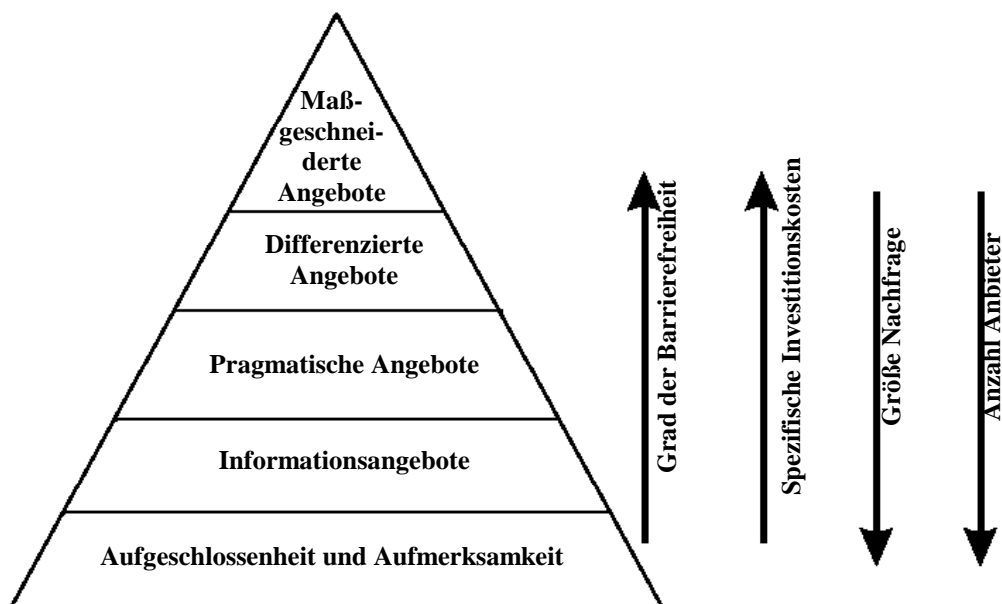 Maß-
geschnei-
derte
Angebote
Differenzierte
Angebote
Pragmatische Angebote
Informationsangebote
Aufgeschlossenheit und Aufmerksamkeit
Grad der Barrierefreiheit
Spezifische Investitionskosten
Größe Nachfrage
Anzahl Anbieter